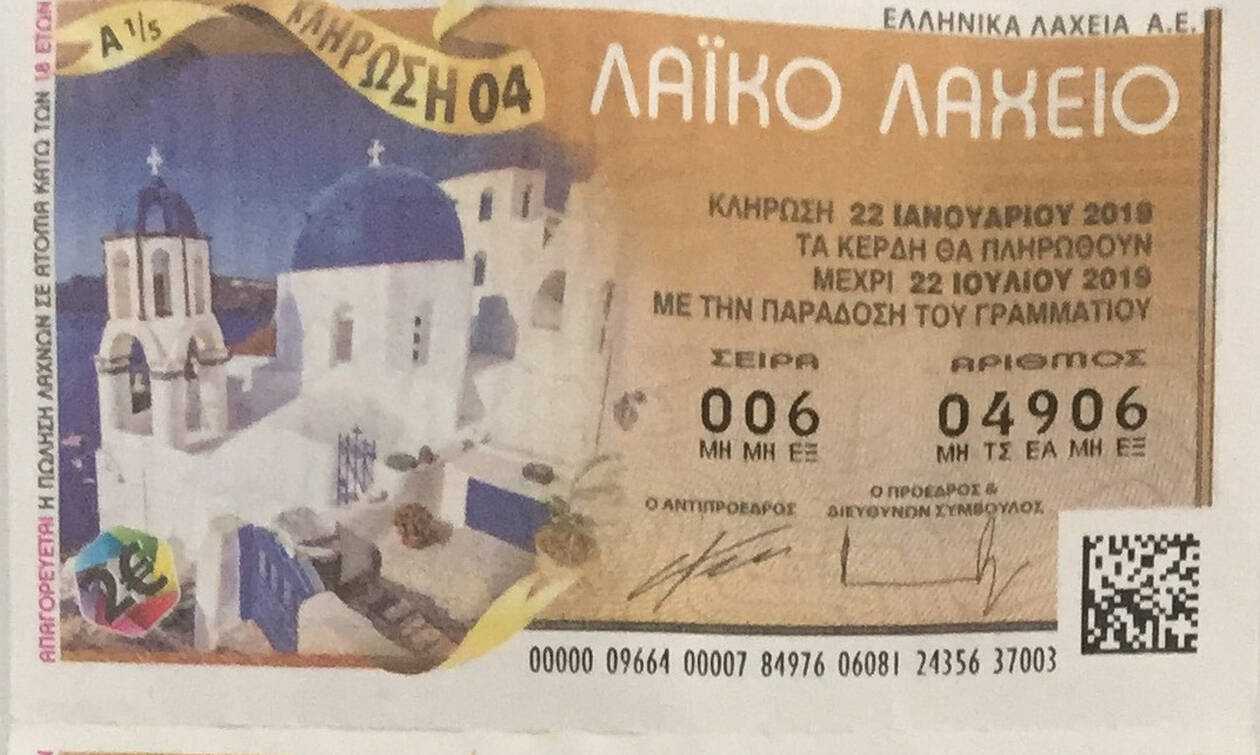 ΕΛΛΗΝΙΚΑ ΛΑΧΕΙΑ Α.Ε.
Α 1/5
ΚΛΗΡΩΣΗ 04
ΛΑΪΚΟ ΛΑΧΕΙΟ
ΚΛΗΡΩΣΗ 22 ΙΑΝΟΥΑΡΙΟΥ 2019
ΤΑ ΚΕΡΔΗ ΘΑ ΠΛΗΡΩΘΟΥΝ
ΜΕΧΡΙ 22 ΙΟΥΛΙΟΥ 2019
ΜΕ ΤΗΝ ΠΑΡΑΔΟΣΗ ΤΟΥ ΓΡΑΜΜΑΤΙΟΥ
ΣΕΙΡΑ ΑΡΙΘΜΟΣ
006 04906
ΜΗ ΜΗ ΕΞ ΜΗ ΤΣ ΕΑ ΜΗ ΕΞ
Ο ΑΝΤΙΠΡΟΕΔΡΟΣ
Ο ΠΡΟΕΔΡΟΣ &
ΔΙΕΥΘΥΝΩΝ ΣΥΜΒΟΥΛΟΣ
2€
00000 09664 00007 84976 06081 24356 37003
ΑΠΑΓΟΡΕΥΕΤΑΙ Η ΠΩΛΗΣΗ ΛΑΧΝΩΝ ΣΕ ΑΤΟΜΑ ΚΑΤΩ ΤΩΝ 18 ΕΤΩΝ